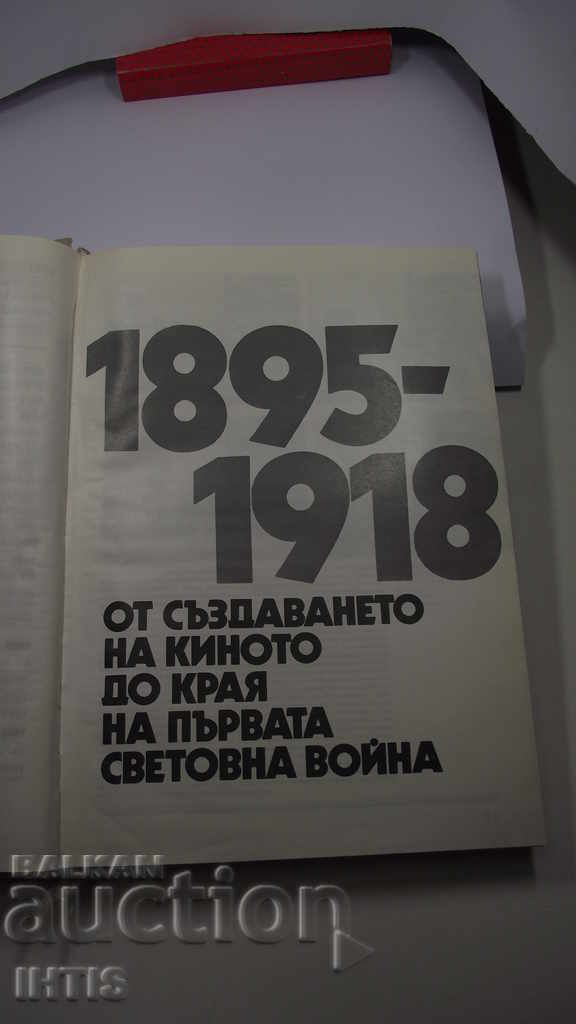 1895-
1918
ОТ СЪЗДАВАНЕТО
НА КИНОТО
ДО КРАЯ
НА ПЪРВАТА
СВЕТОВНА ВОЙНА
BALKAN
auction
IHTIS